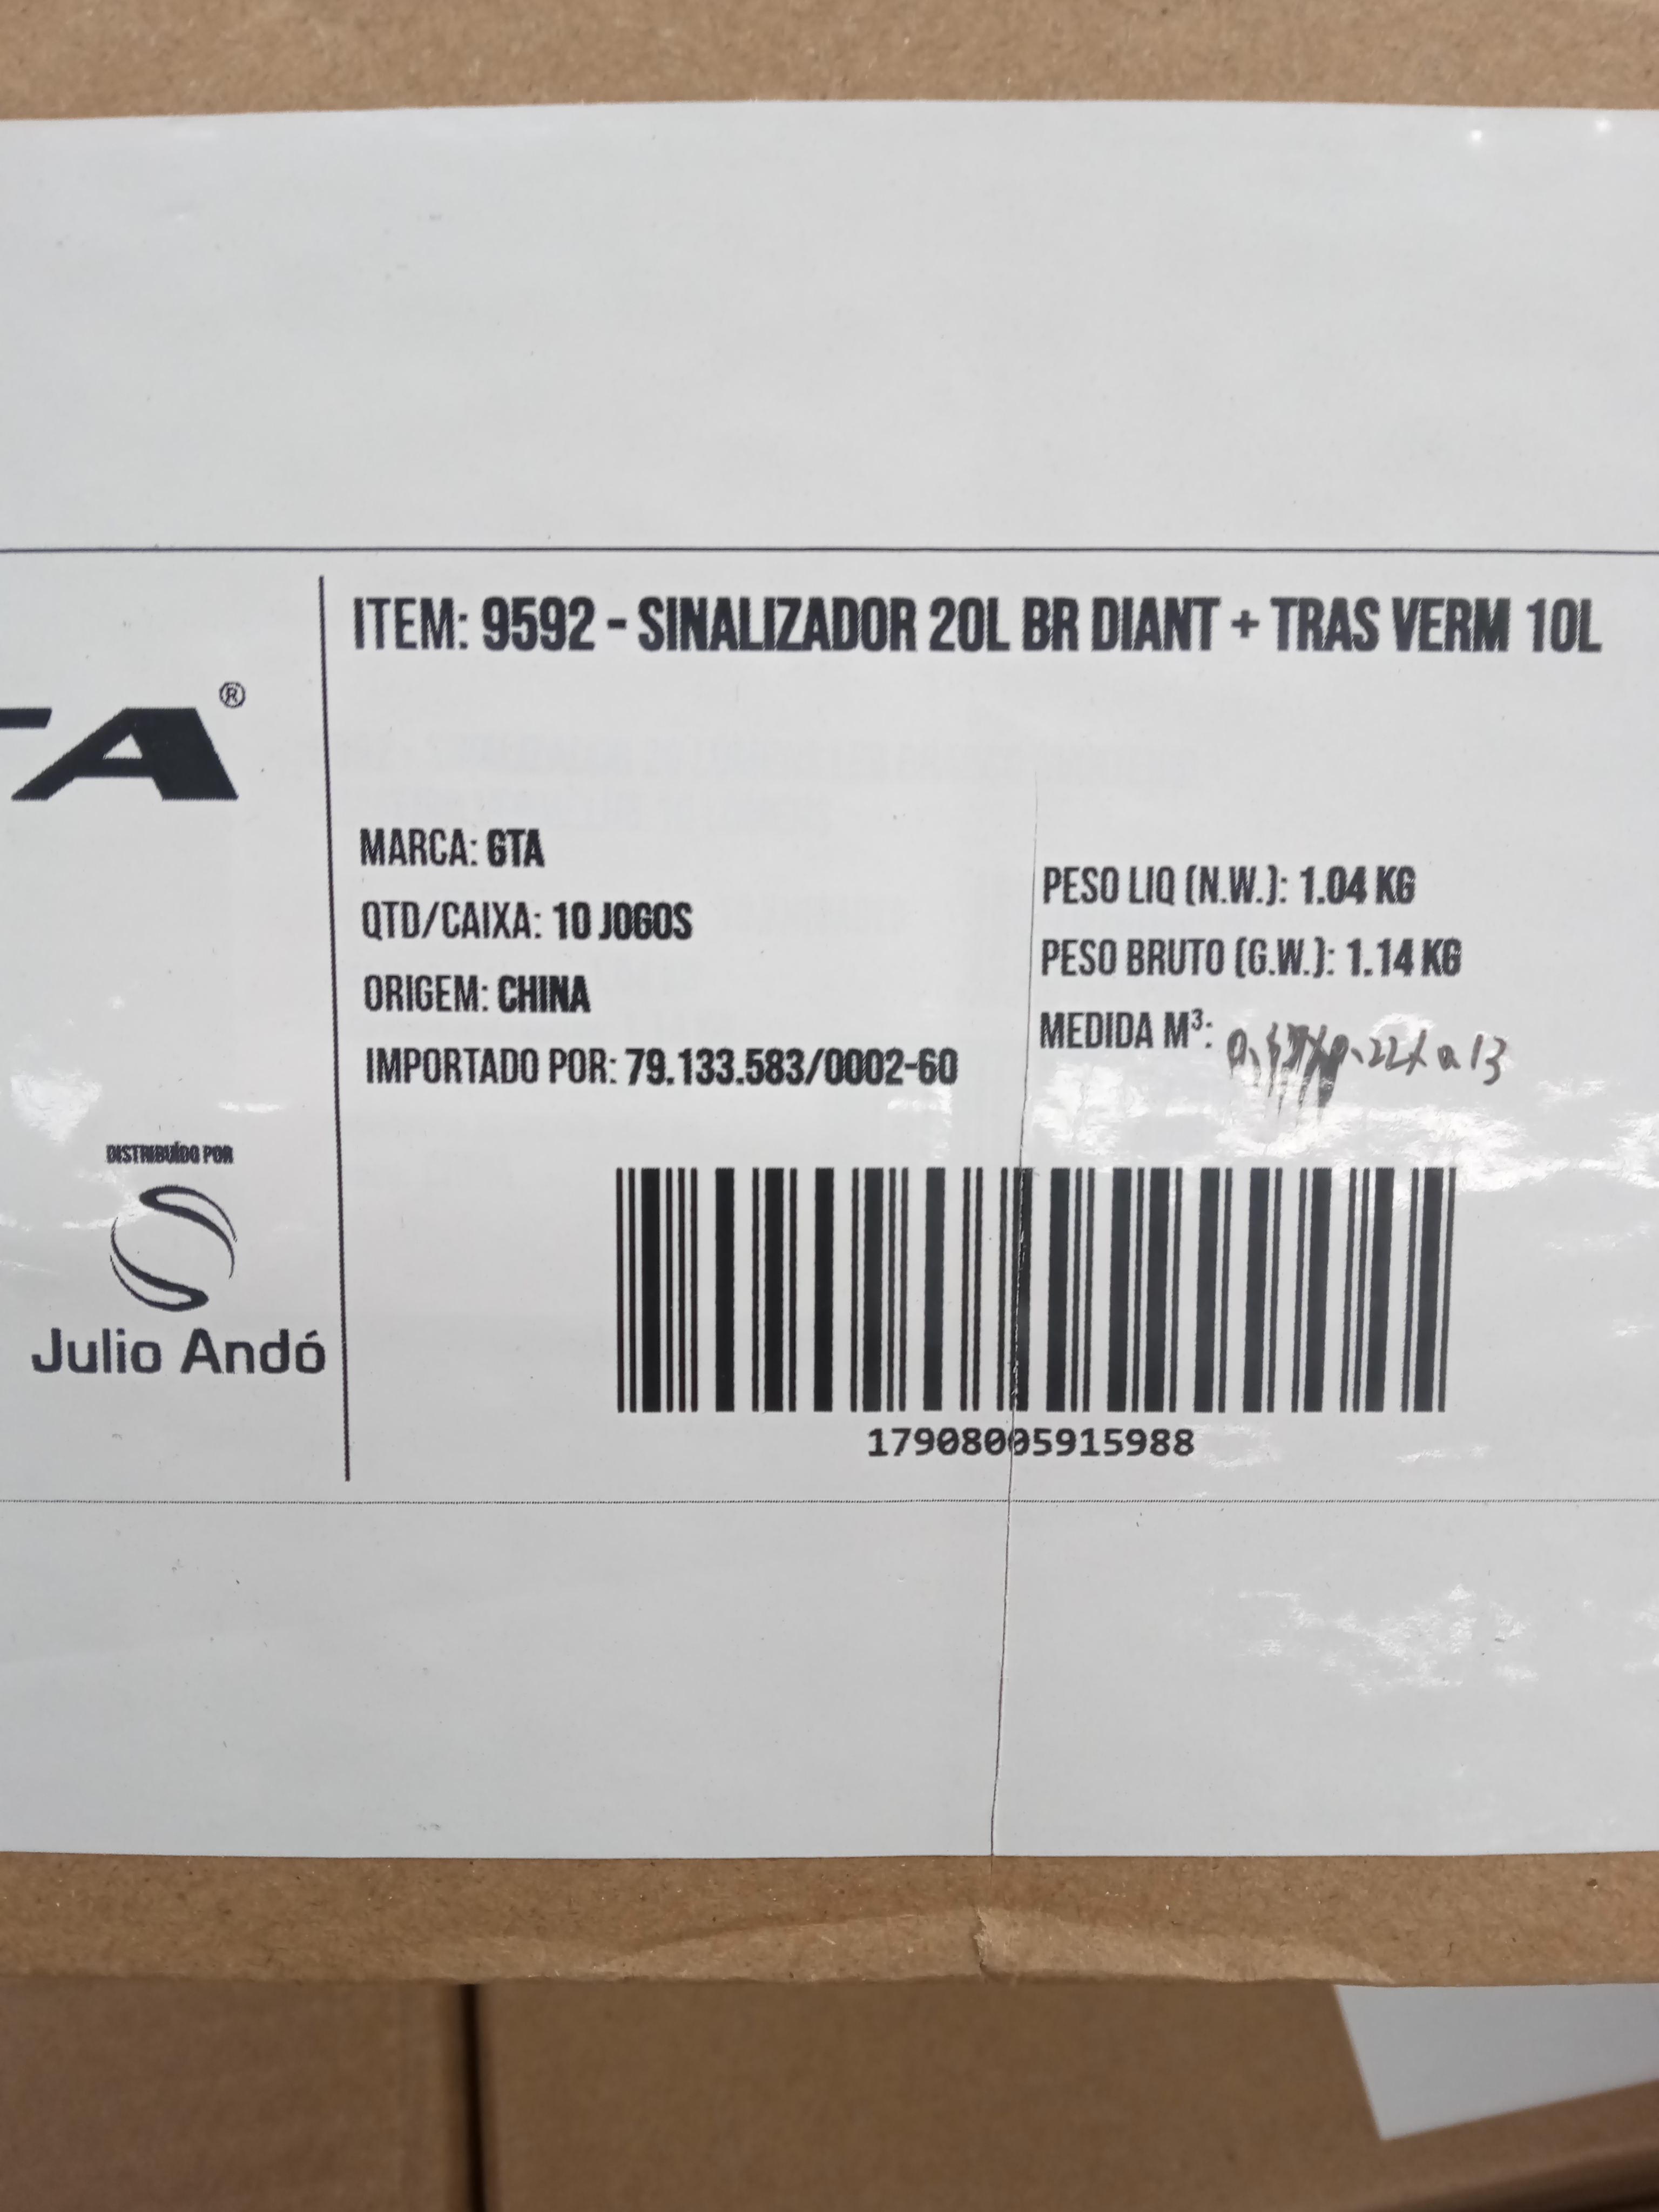 ITEM: 9592 - SINALIZADOR 20L BR DIANT + TRAS VERM 10L
TA®
MARCA: GTA
QTD/CAIXA: 10 JOGOS
ORIGEM: CHINA
IMPORTADO POR: 79.133.583/0002-60
PESO LIQ (N.W.): 1.04 KG
PESO BRUTO (G.W.): 1.14 KG
MEDIDA M³:
DISTRIBUÍDO POR
Julio Andó
17908005915988